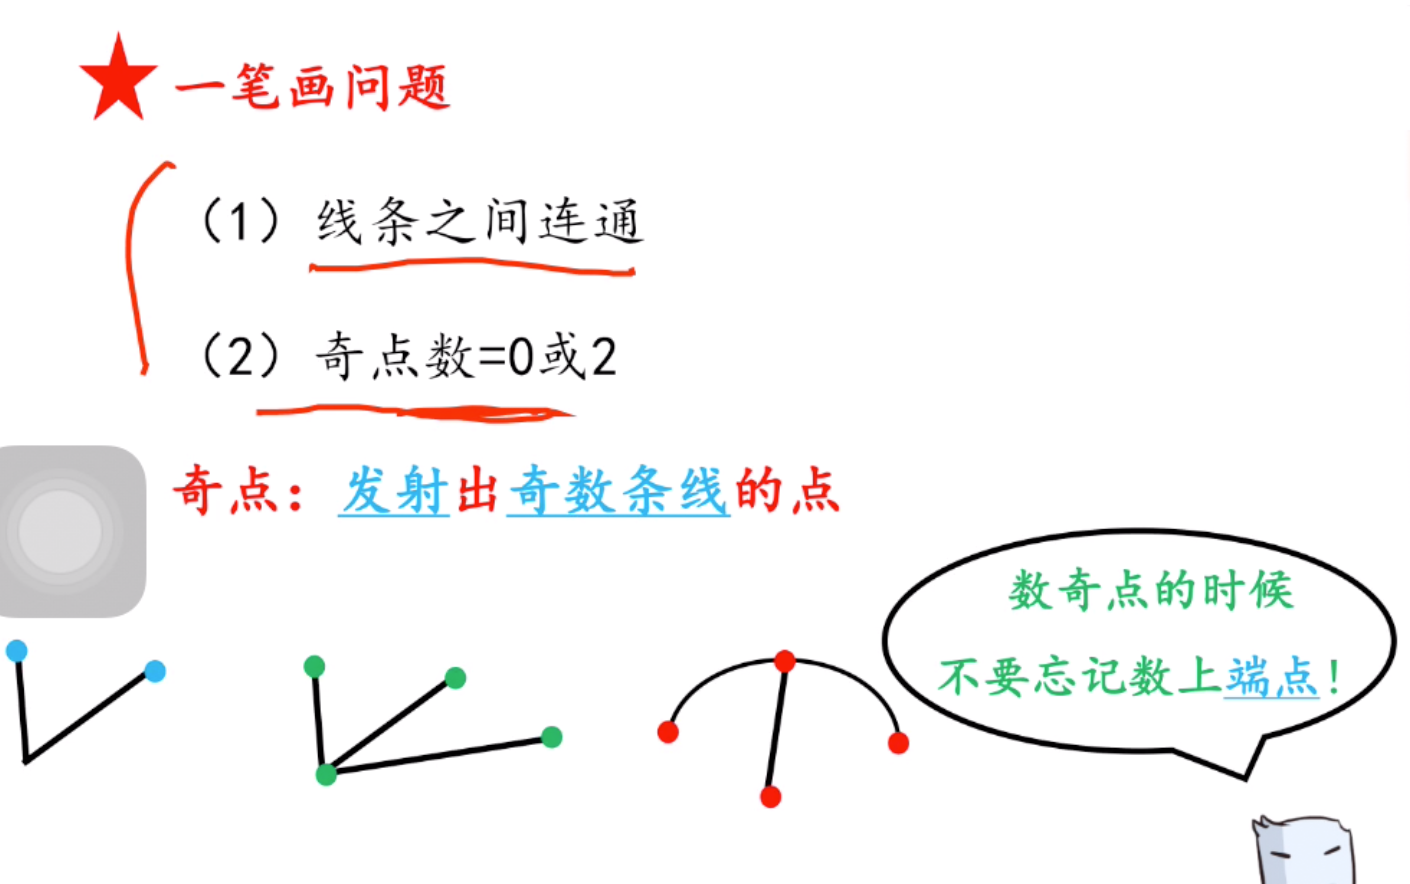 一笔画问题
（1）线条之间连通
（2）奇点数=0或2
奇点：发射出奇数条线的点
数奇点的时候
不要忘记数上端点！